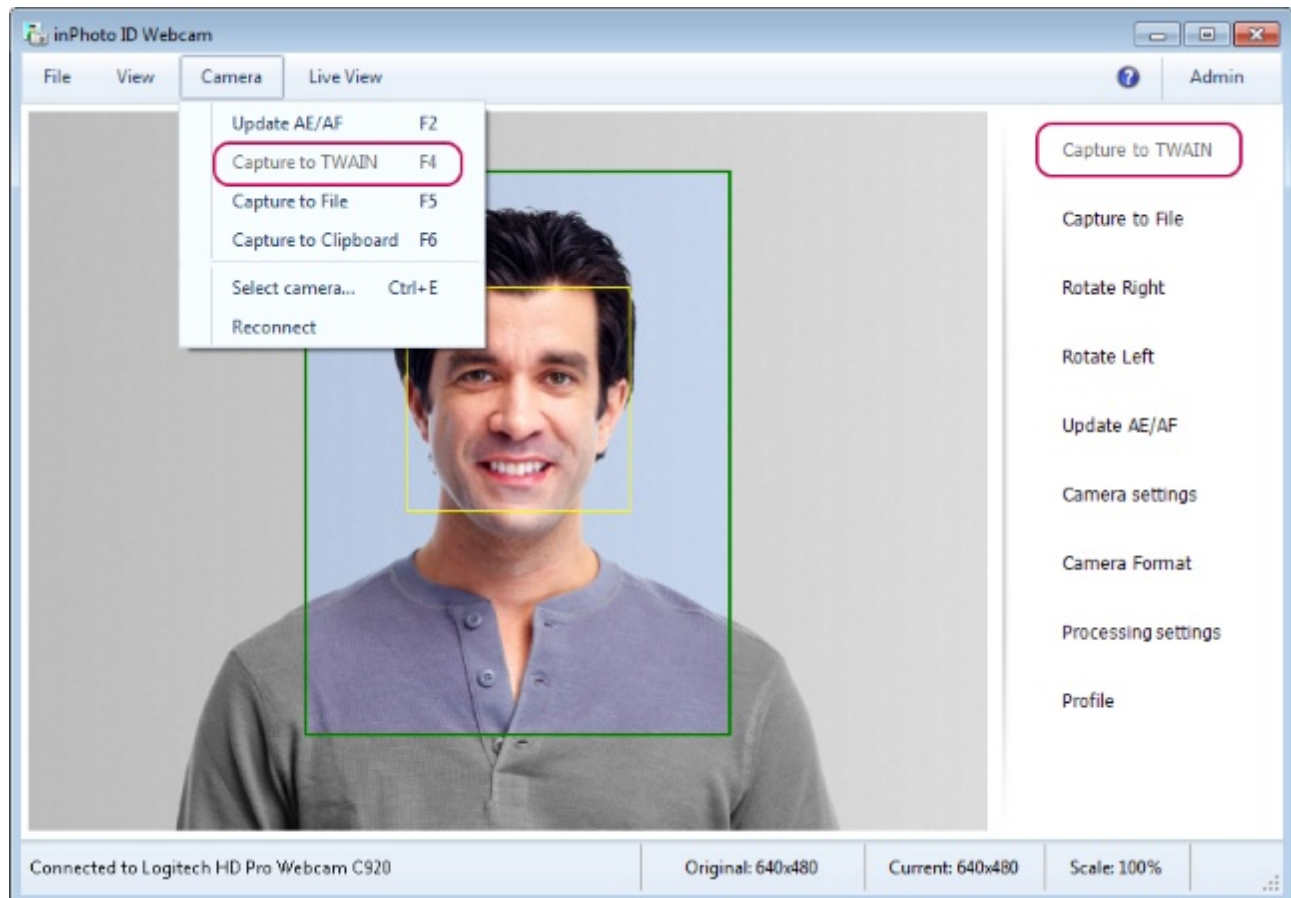 inPhoto ID Webcam
File View Camera Live View Admin
Update AE/AF F2
Capture to TWAIN F4
Capture to File F5
Capture to Clipboard F6
Select camera... Ctrl+E
Reconnect
Capture to TWAIN
Capture to File
Rotate Right
Rotate Left
Update AE/AF
Camera settings
Camera Format
Processing settings
Profile
Connected to Logitech HD Pro Webcam C920 Original: 640x480 Current: 640x480 Scale: 100%